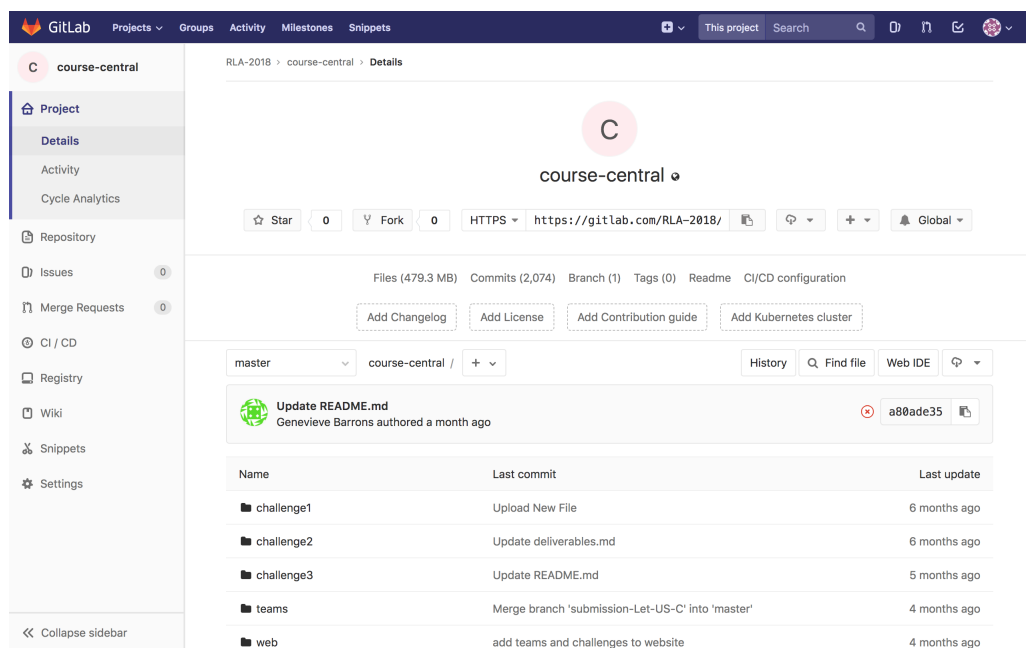 GitLab Projects Groups Activity Milestones Snippets This project Search
C course-central
RLA-2018 > course-central > Details
Project
Details
Activity
Cycle Analytics
Repository
Issues 0
Merge Requests 0
CI / CD
Registry
Wiki
Snippets
Settings
Collapse sidebar
C
course-central
Star 0 Fork 0 HTTPS https://gitlab.com/RLA-2018/ Global
Files (479.3 MB) Commits (2,074) Branch (1) Tags (0) Readme CI/CD configuration
Add Changelog Add License Add Contribution guide Add Kubernetes cluster
master course-central / + History Find file Web IDE
Update README.md
Genevieve Barrons authored a month ago
a80ade35
Name Last commit Last update
challenge1 Upload New File 6 months ago
challenge2 Update deliverables.md 6 months ago
challenge3 Update README.md 5 months ago
teams Merge branch 'submission-Let-US-C' into 'master' 4 months ago
web add teams and challenges to website 4 months ago